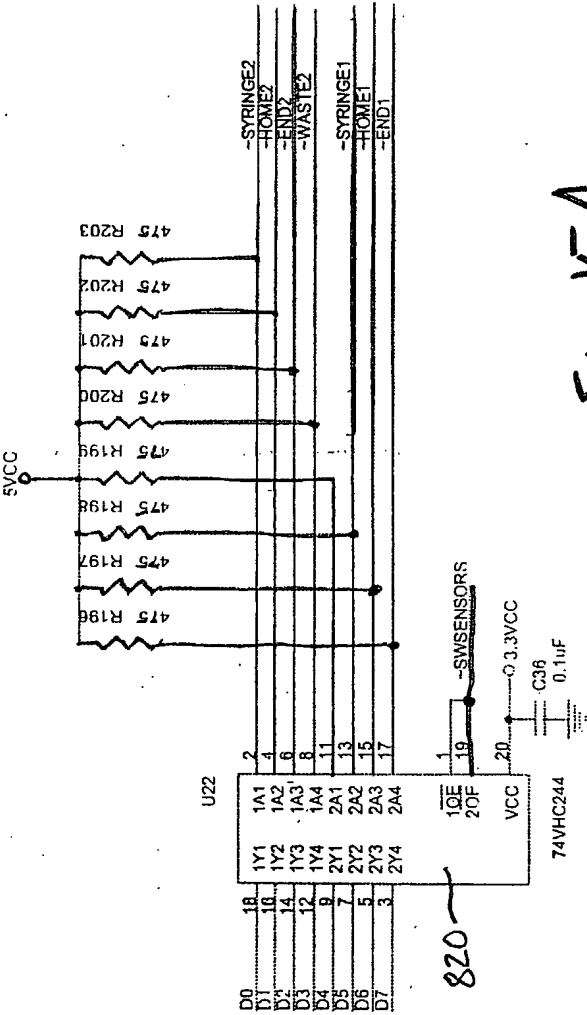 5VCC
R203 475
R202 475
R201 475
R200 475
R199 475
R198 475
R197 475
R196 475
~SYRINGE2
~HOME2
~END2
~WASTE2
~SYRINGE1
~HOME1
~END1
U22
D0 18 1Y1 1A1 2
D1 16 1Y2 1A2 4
D2 14 1Y3 1A3 6
D3 12 1Y4 1A4 8
D4 9 2Y1 2A1 11
D5 7 2Y2 2A2 13
D6 5 2Y3 2A3 15
D7 3 2Y4 2A4 17
1OE 1
2OE 19
~SWSENSORS
VCC 20
3.3VCC
C36
0.1uF
74VHC244
820